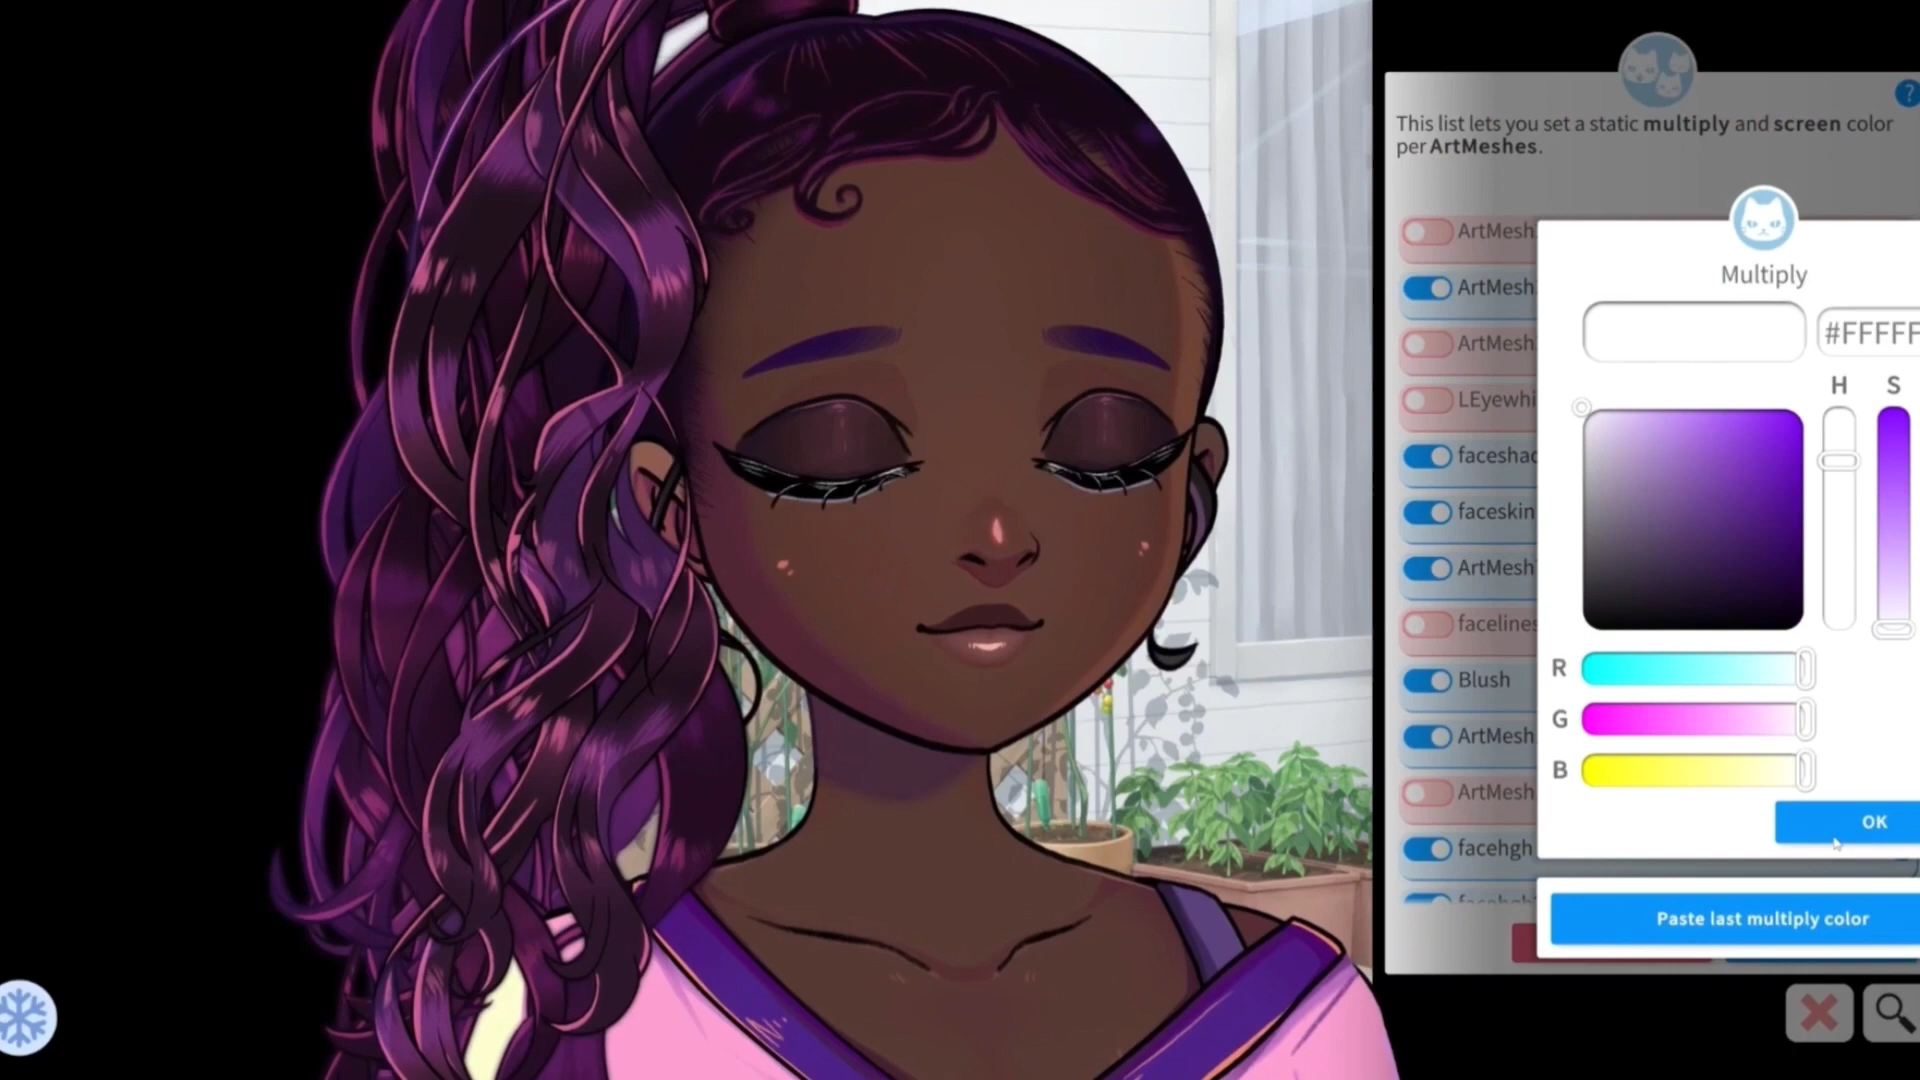 ?
This list lets you set a static multiply and screen color
per ArtMeshes.
ArtMesh
ArtMesh
ArtMesh
LEyewhi
faceshad
faceskin
ArtMesh
facelines
Blush
ArtMesh
ArtMesh
facehgh
Multiply
#FFFFF
H S
R
G
B
OK
Paste last multiply color